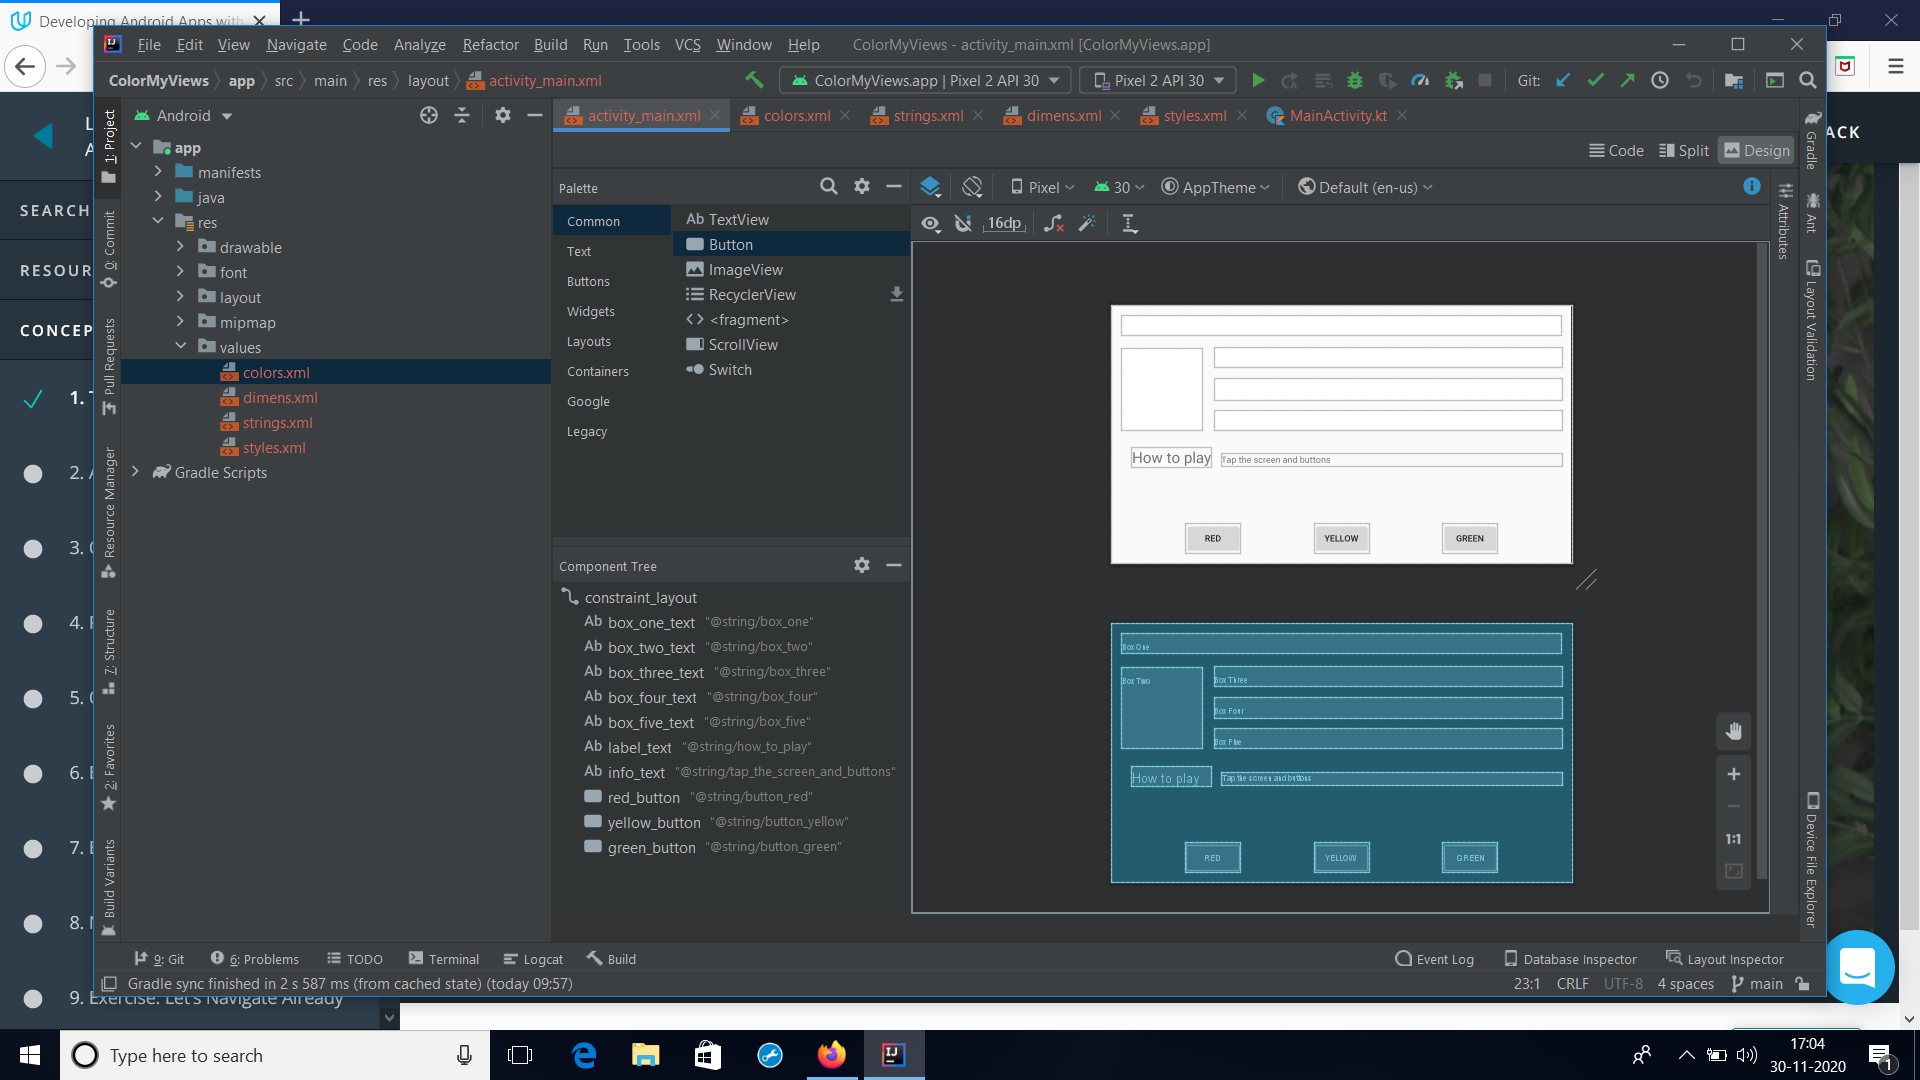 Developing Android Apps with
File Edit View Navigate Code Analyze Refactor Build Run Tools VCS Window Help ColorMyViews - activity_main.xml [ColorMyViews.app]
ColorMyViews app src main res layout activity_main.xml ColorMyViews.app | Pixel 2 API 30 Pixel 2 API 30 Git:
Android activity_main.xml colors.xml strings.xml dimens.xml styles.xml MainActivity.kt
ACK
Code Split Design
SEARCH
RESOUR
CONCEP
1. T
2. A
3.
4.
5.
6.
7.
8.
9. Exercise: Let's Navigate Already
1: Project
0: Commit
Pull Requests
Resource Manager
7: Structure
2: Favorites
Build Variants
app
manifests
java
res
drawable
font
layout
mipmap
values
colors.xml
dimens.xml
strings.xml
styles.xml
Gradle Scripts
Palette
Common
Text
Buttons
Widgets
Layouts
Containers
Google
Legacy
Ab TextView
Button
ImageView
RecyclerView
<fragment>
ScrollView
Switch
Component Tree
constraint_layout
Ab box_one_text "@string/box_one"
Ab box_two_text "@string/box_two"
Ab box_three_text "@string/box_three"
Ab box_four_text "@string/box_four"
Ab box_five_text "@string/box_five"
Ab label_text "@string/how_to_play"
Ab info_text "@string/tap_the_screen_and_buttons"
red_button "@string/button_red"
yellow_button "@string/button_yellow"
green_button "@string/button_green"
Pixel 30 AppTheme Default (en-us)
16dp
How to play Tap the screen and buttons
RED YELLOW GREEN
Box One
Box Two Box Three
Box Four
Box Five
How to play Tap the screen and buttons
RED YELLOW GREEN
1:1
Attributes
Gradle
Ant
Layout Validation
Device File Explorer
9: Git 6: Problems TODO Terminal Logcat Build Event Log Database Inspector Layout Inspector
Gradle sync finished in 2 s 587 ms (from cached state) (today 09:57) 23:1 CRLF UTF-8 4 spaces main
Type here to search
17:04
30-11-2020
1